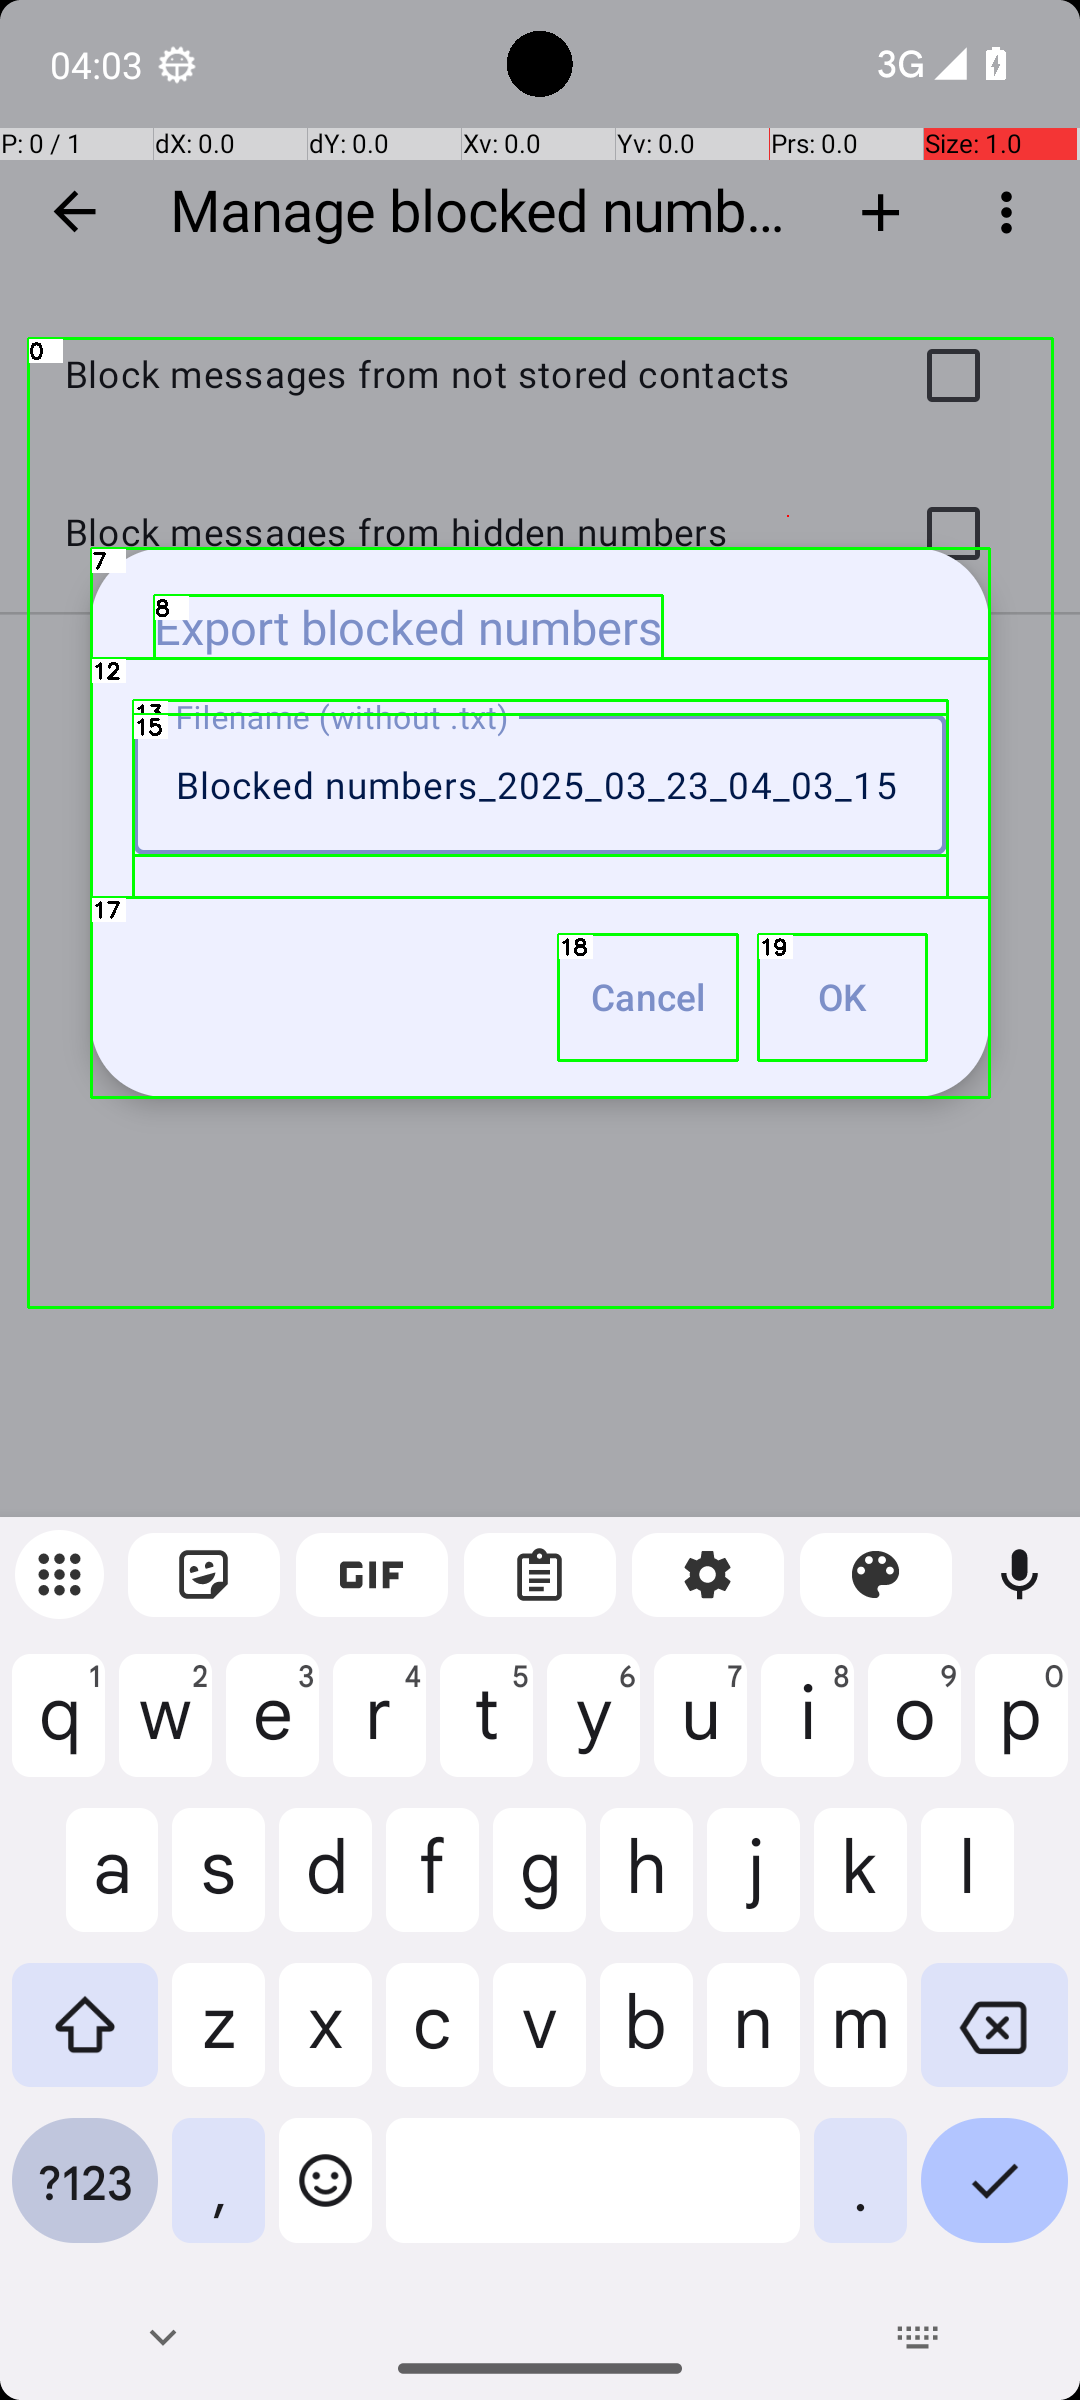 04:03
3G
P: 0 / 1
dX: 0.0
dY: 0.0
Xv: 0.0
Yv: 0.0
Prs: 0.0
Size: 1.0
Manage blocked numb...
0
Block messages from not stored contacts
Block messages from hidden numbers
7
8
Export blocked numbers
12
13
Filename (without .txt)
15
Blocked numbers_2025_03_23_04_03_15
17
18
Cancel
19
OK
GIF
q 1 w 2 e 3 r 4 t 5 y 6 u 7 i 8 o 9 p 0
a s d f g h j k l
z x c v b n m
?123 , .